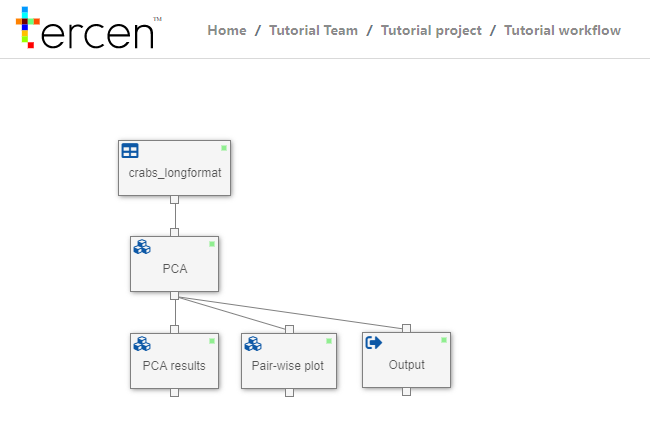 tercen™
Home / Tutorial Team / Tutorial project / Tutorial workflow
crabs_longformat
PCA
PCA results
Pair-wise plot
Output